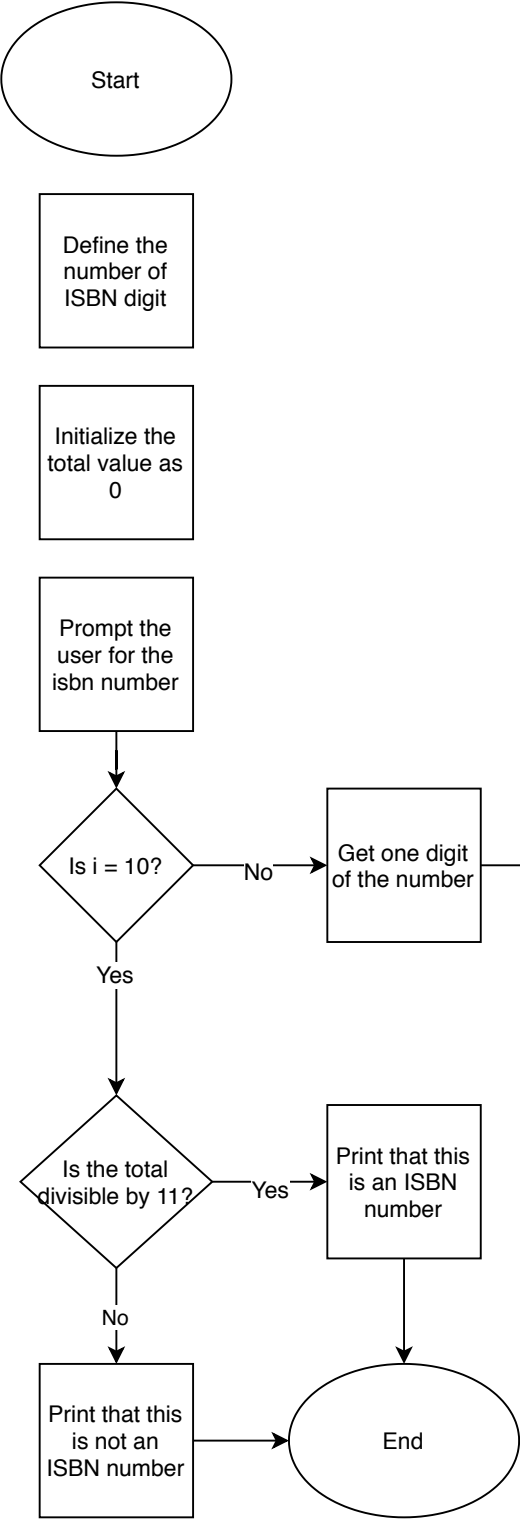 Start
Define the
number of
ISBN digit
Initialize the
total value as
0
Prompt the
user for the
isbn number
Is i = 10?
No
Get one digit
of the number
Yes
Is the total
divisible by 11?
Yes
Print that this
is an ISBN
number
No
Print that this
is not an
ISBN number
End